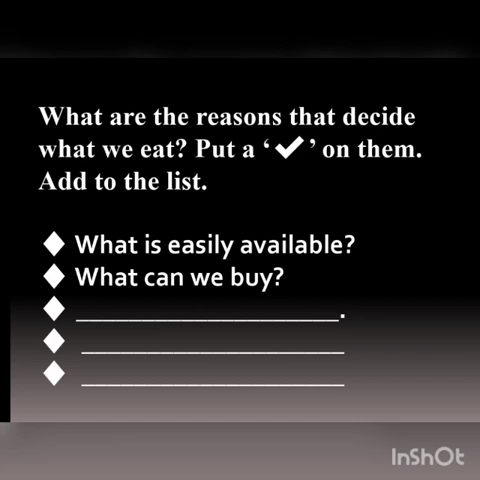 What are the reasons that decide
what we eat? Put a ‘✔’ on them.
Add to the list.
◆ What is easily available?
◆ What can we buy?
◆ ____________________.
◆ ____________________
◆ ____________________
InShOt